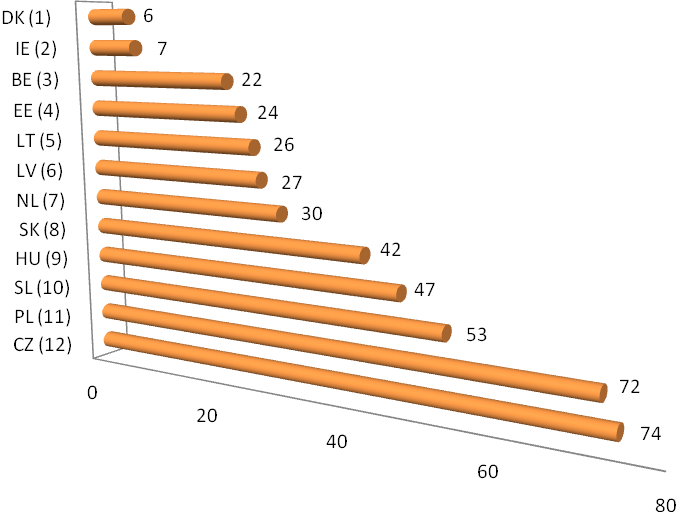 DK (1) 6
IE (2) 7
BE (3) 22
EE (4) 24
LT (5) 26
LV (6) 27
NL (7) 30
SK (8) 42
HU (9) 47
SL (10) 53
PL (11) 72
CZ (12) 74
0 20 40 60 80